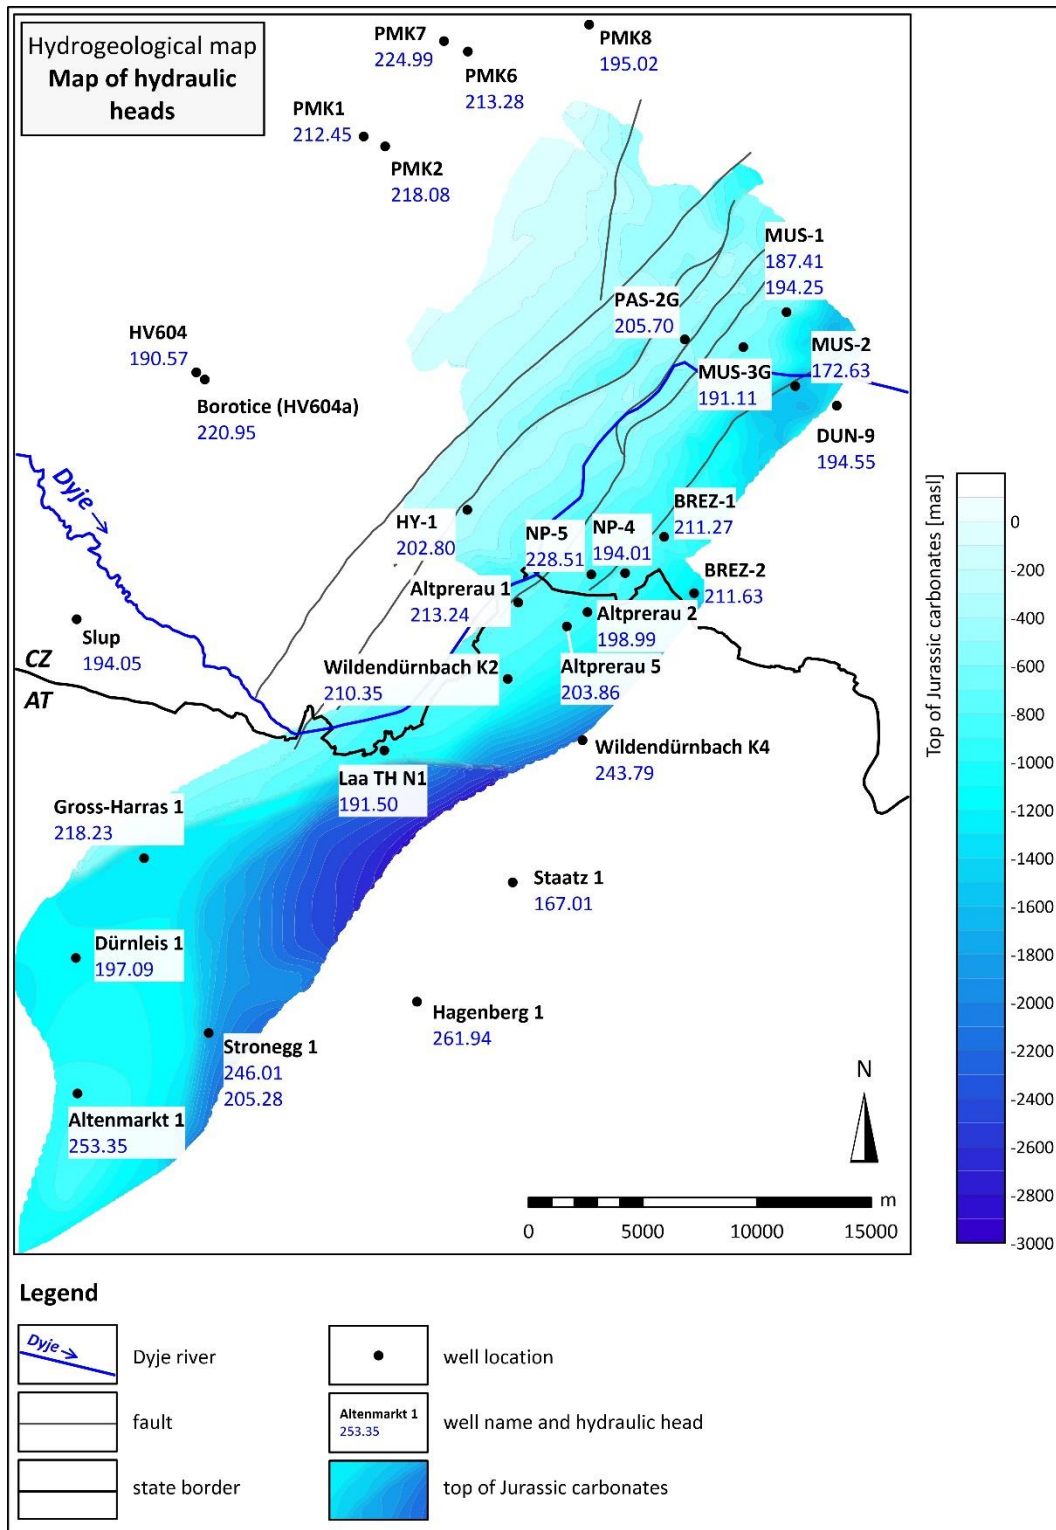 Hydrogeological map
Map of hydraulic
heads
PMK7
224.99
PMK6
213.28
PMK8
195.02
PMK1
212.45
PMK2
218.08
MUS-1
187.41
194.25
PAS-2G
205.70
HV604
190.57
MUS-2
172.63
MUS-3G
191.11
Borotice (HV604a)
220.95
DUN-9
194.55
Dyje →
HY-1
202.80
NP-5
228.51
NP-4
194.01
BREZ-1
211.27
BREZ-2
211.63
Altprerau 1
213.24
Altprerau 2
198.99
Slup
194.05
CZ
AT
Wildendürnbach K2
210.35
Altprerau 5
203.86
Wildendürnbach K4
243.79
Laa TH N1
191.50
Gross-Harras 1
218.23
Staatz 1
167.01
Dürnleis 1
197.09
Hagenberg 1
261.94
Stronegg 1
246.01
205.28
Altenmarkt 1
253.35
N
m
0 5000 10000 15000
Top of Jurassic carbonates [masl]
0
-200
-400
-600
-800
-1000
-1200
-1400
-1600
-1800
-2000
-2200
-2400
-2600
-2800
-3000
Legend
Dyje →
Dyje river
well location
fault
Altenmarkt 1
253.35
well name and hydraulic head
state border
top of Jurassic carbonates